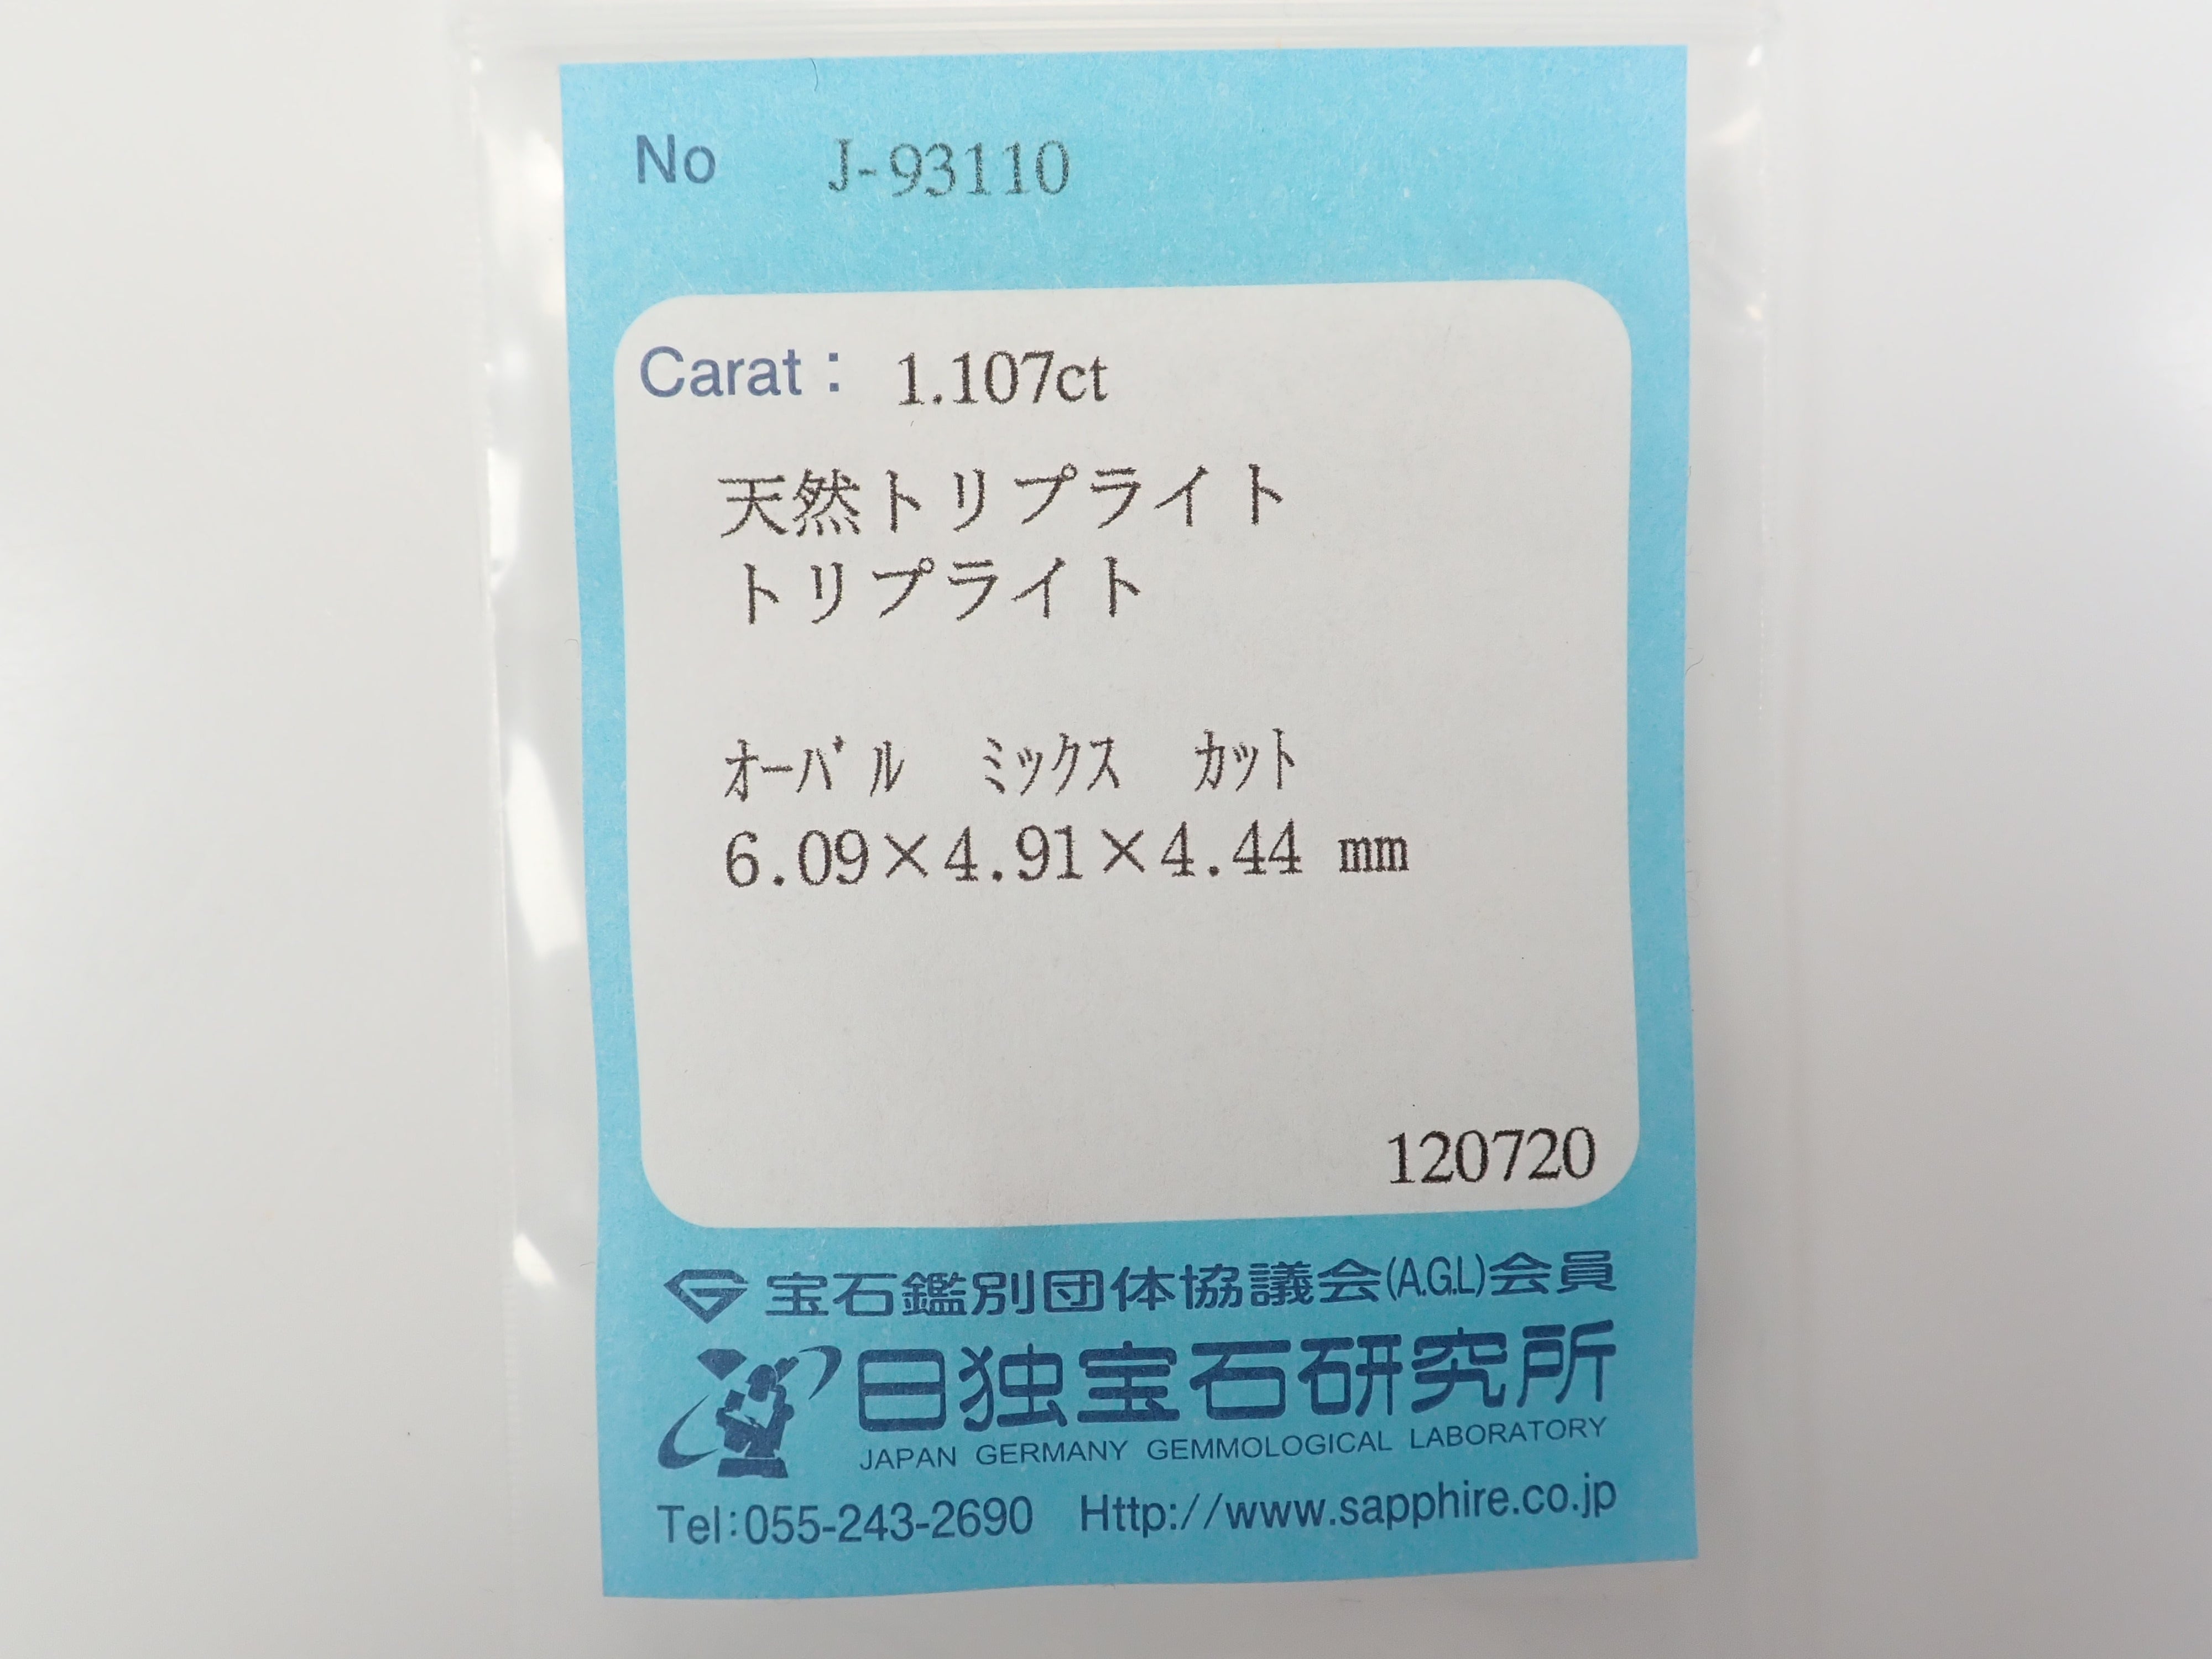 No J-93110
Carat： 1.107ct
天然トリプライト
トリプライト
ｵｰﾊﾞﾙ ﾐｯｸｽ ｶｯﾄ
6.09×4.91×4.44 mm
120720
宝石鑑別団体協議会(A.G.L)会員
日独宝石研究所
JAPAN GERMANY GEMMOLOGICAL LABORATORY
Tel:055-243-2690 Http://www.sapphire.co.jp